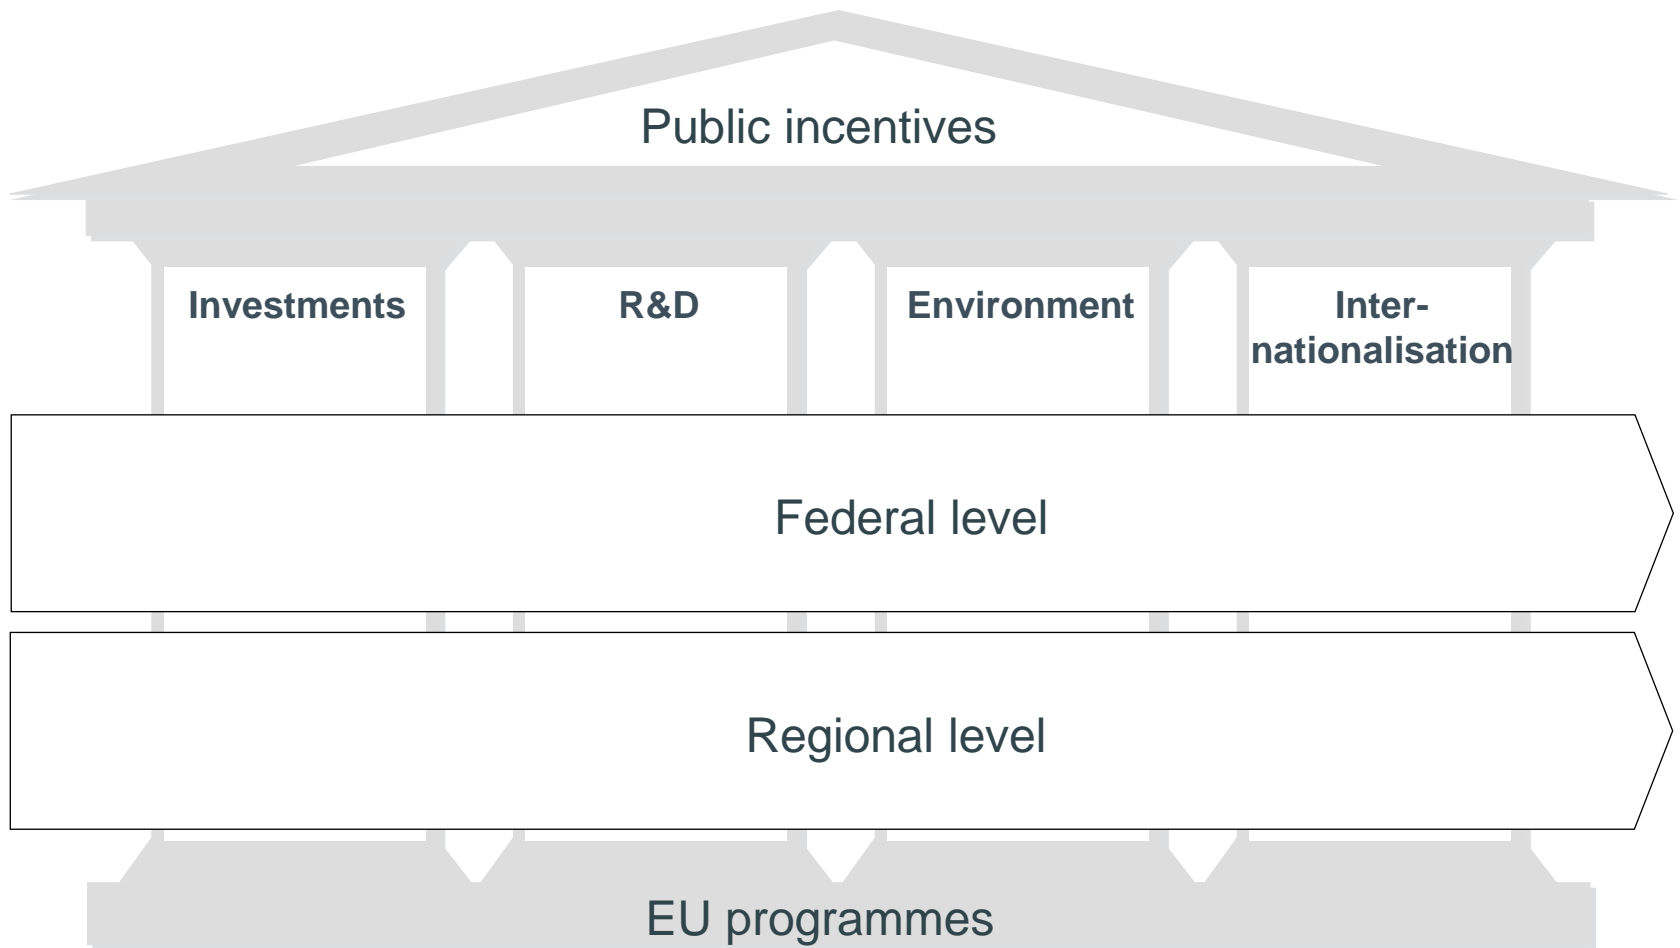 Public incentives
Investments
R&D
Environment
Inter-
nationalisation
Federal level
Regional level
EU programmes